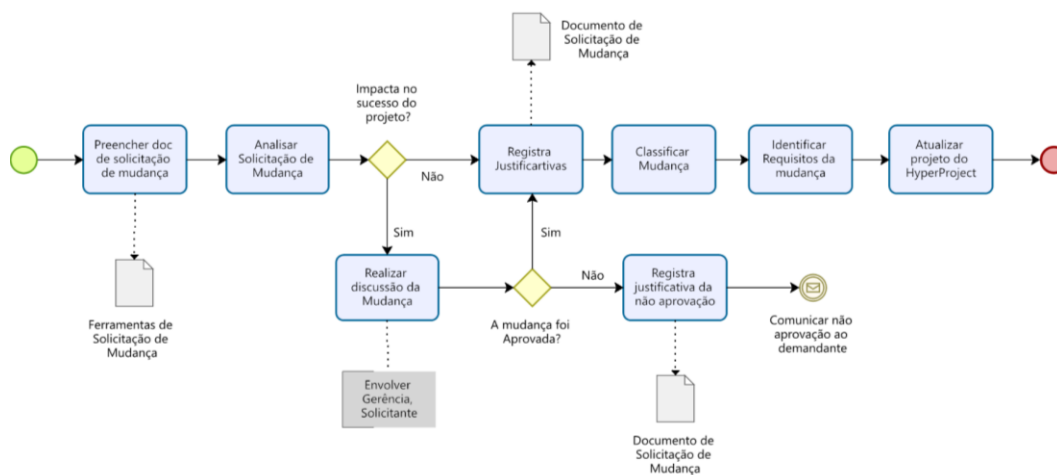 Documento de
Solicitação de
Mudança
Impacta no
sucesso do
projeto?
Preencher doc
de solicitação
de mudança
Analisar
Solicitação de
Mudança
Não
Registra
Justificartivas
Classificar
Mudança
Identificar
Requisitos da
mudança
Atualizar
projeto do
HyperProject
Sim
Sim
Realizar
discussão da
Mudança
Não
Registra
justificativa da
não aprovação
Ferramentas de
Solicitação de
Mudança
A mudança foi
Aprovada?
Comunicar não
aprovação ao
demandante
Envolver
Gerência,
Solicitante
Documento de
Solicitação de
Mudança